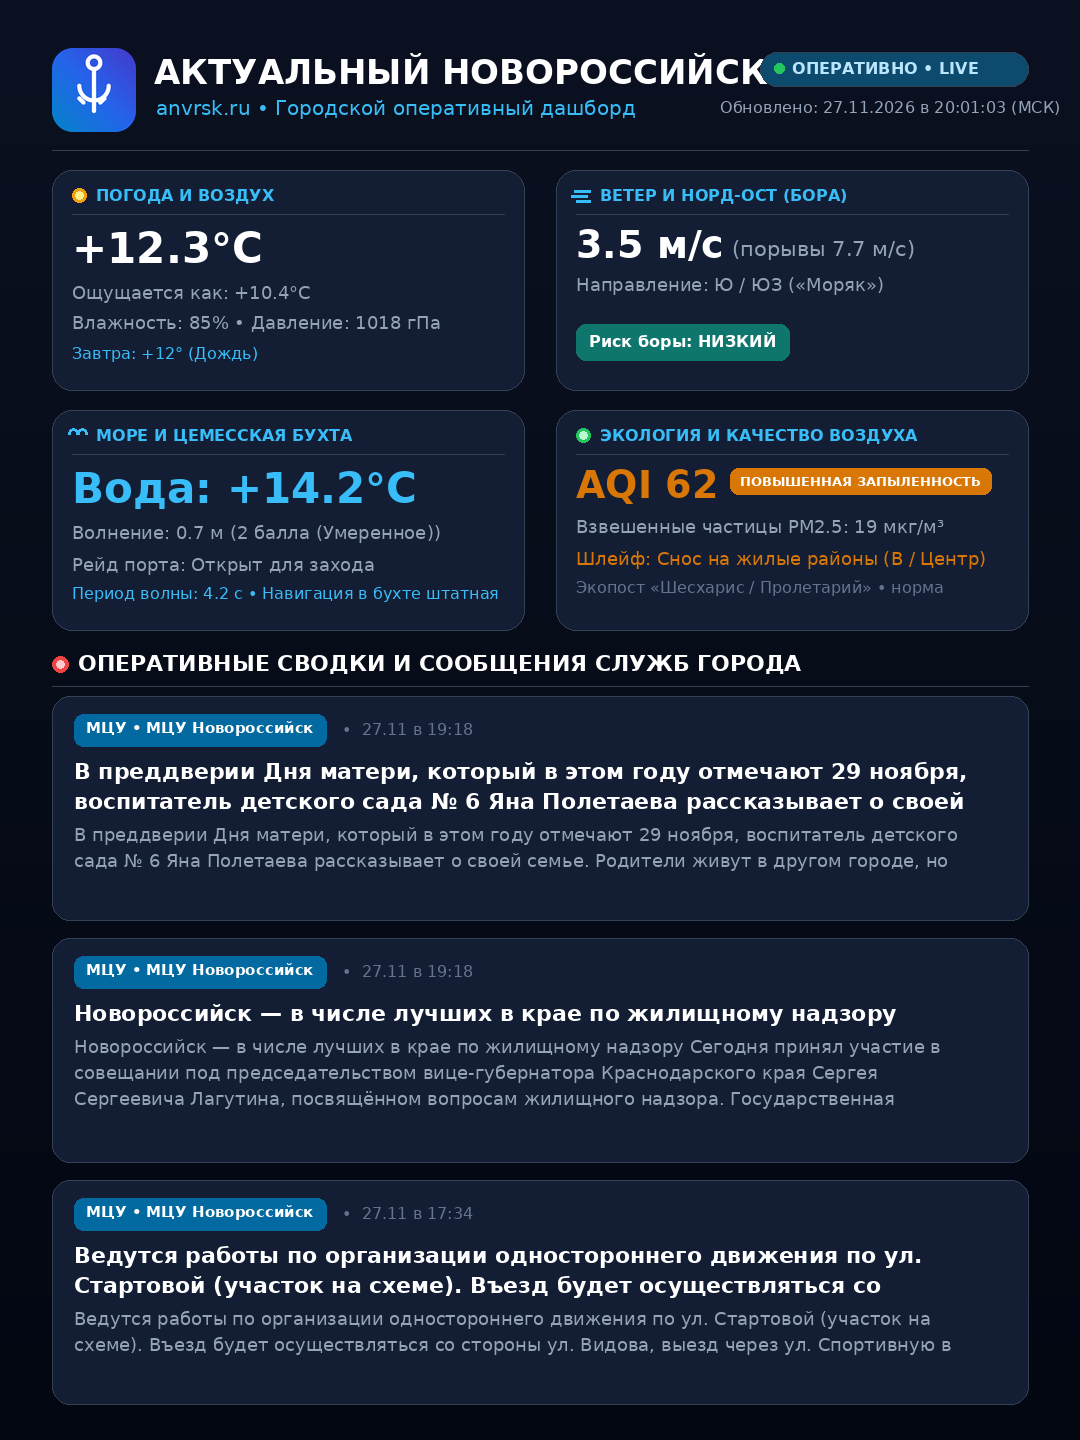 АКТУАЛЬНЫЙ НОВОРОССИЙСК
ОПЕРАТИВНО • LIVE
anvrsk.ru • Городской оперативный дашборд
Обновлено: 27.11.2026 в 20:01:03 (МСК)
ПОГОДА И ВОЗДУХ
+12.3°C
Ощущается как: +10.4°C
Влажность: 85% • Давление: 1018 гПа
Завтра: +12° (Дождь)
ВЕТЕР И НОРД-ОСТ (БОРА)
3.5 м/с (порывы 7.7 м/с)
Направление: Ю / ЮЗ («Моряк»)
Риск боры: НИЗКИЙ
МОРЕ И ЦЕМЕССКАЯ БУХТА
Вода: +14.2°C
Волнение: 0.7 м (2 балла (Умеренное))
Рейд порта: Открыт для захода
Период волны: 4.2 с • Навигация в бухте штатная
ЭКОЛОГИЯ И КАЧЕСТВО ВОЗДУХА
AQI 62 ПОВЫШЕННАЯ ЗАПЫЛЕННОСТЬ
Взвешенные частицы PM2.5: 19 мкг/м³
Шлейф: Снос на жилые районы (В / Центр)
Экопост «Шесхарис / Пролетарий» • норма
ОПЕРАТИВНЫЕ СВОДКИ И СООБЩЕНИЯ СЛУЖБ ГОРОДА
МЦУ • МЦУ Новороссийск • 27.11 в 19:18
В преддверии Дня матери, который в этом году отмечают 29 ноября,
воспитатель детского сада № 6 Яна Полетаева рассказывает о своей
В преддверии Дня матери, который в этом году отмечают 29 ноября, воспитатель детского
сада № 6 Яна Полетаева рассказывает о своей семье. Родители живут в другом городе, но
МЦУ • МЦУ Новороссийск • 27.11 в 19:18
Новороссийск — в числе лучших в крае по жилищному надзору
Новороссийск — в числе лучших в крае по жилищному надзору Сегодня принял участие в
совещании под председательством вице-губернатора Краснодарского края Сергея
Сергеевича Лагутина, посвящённом вопросам жилищного надзора. Государственная
МЦУ • МЦУ Новороссийск • 27.11 в 17:34
Ведутся работы по организации одностороннего движения по ул.
Стартовой (участок на схеме). Въезд будет осуществляться со
Ведутся работы по организации одностороннего движения по ул. Стартовой (участок на
схеме). Въезд будет осуществляться со стороны ул. Видова, выезд через ул. Спортивную в